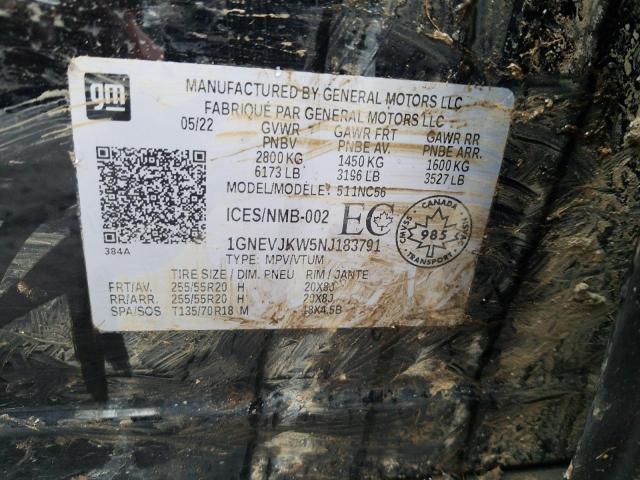 gm
MANUFACTURED BY GENERAL MOTORS LLC
FABRIQUÉ PAR GENERAL MOTORS LLC
05/22 GVWR GAWR FRT GAWR RR
PNBV PNBE AV. PNBE ARR.
2800 KG 1450 KG 1600 KG
6173 LB 3196 LB 3527 LB
MODEL/MODÈLE: 511NC56
ICES/NMB-002 EC
CANADA
CMVSS 985
TRANSPORT
384A
1GNEVJKW5NJ183791
TYPE: MPV/VTUM
TIRE SIZE / DIM. PNEU RIM / JANTE
FRT/AV. 255/55R20 H 20X8J
RR/ARR. 255/55R20 H 20X8J
SPA/SOS T135/70R18 M 18X4.5B